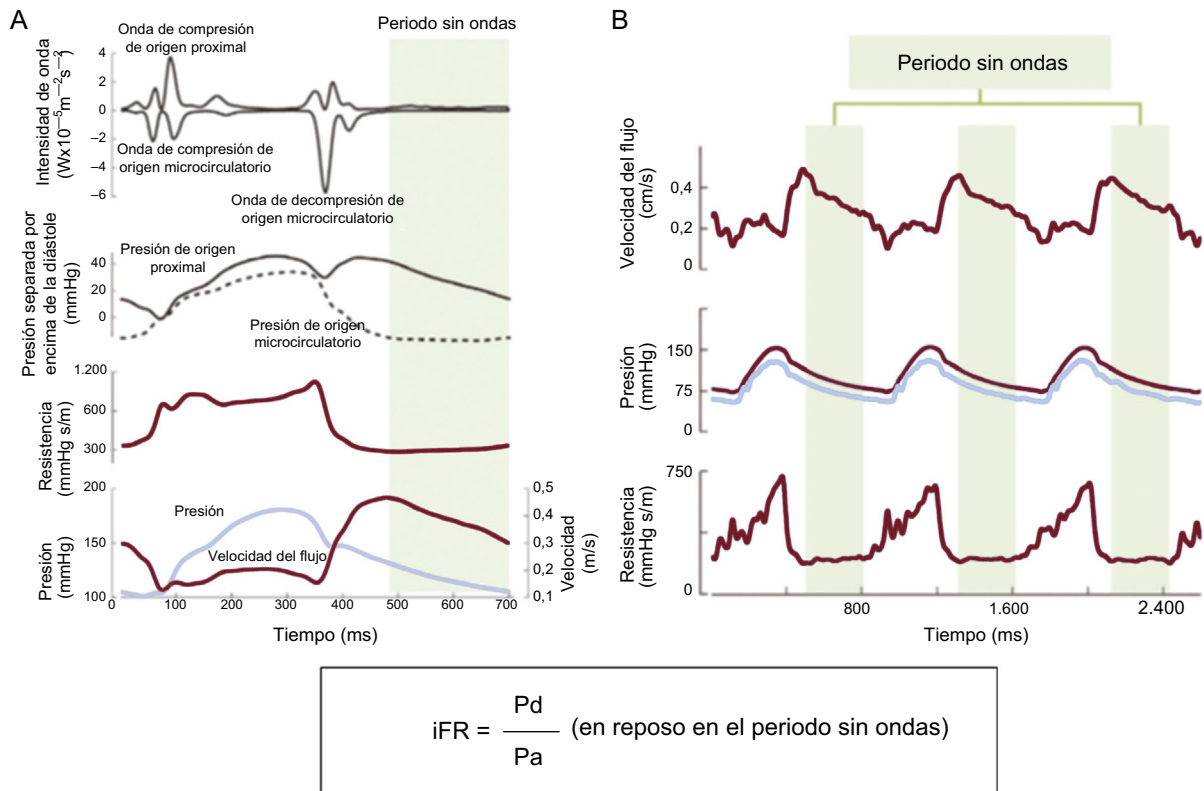 A
Onda de compresión
de origen proximal
Periodo sin ondas
Intensidad de onda
(Wx10⁻⁵m⁻²s⁻²)
4
2
0
–2
–4
–6
Onda de compresión de
origen microcirculatorio
Onda de decompresión de
origen microcirculatorio
Presión separada por
encima de la diástole
(mmHg)
40
20
0
Presión de origen
proximal
Presión de origen
microcirculatorio
Resistencia
(mmHg s/m)
1.200
600
300
Presión
(mmHg)
200
150
100
Presión
Velocidad del flujo
0,5
0,4
0,3
0,2
0,1
Velocidad
(m/s)
0 100 200 300 400 500 600 700
Tiempo (ms)
B
Periodo sin ondas
Velocidad del flujo
(cm/s)
0,4
0,2
0
Presión
(mmHg)
150
75
0
Resistencia
(mmHg s/m)
750
0
800 1.600 2.400
Tiempo (ms)
iFR = Pd / Pa (en reposo en el periodo sin ondas)